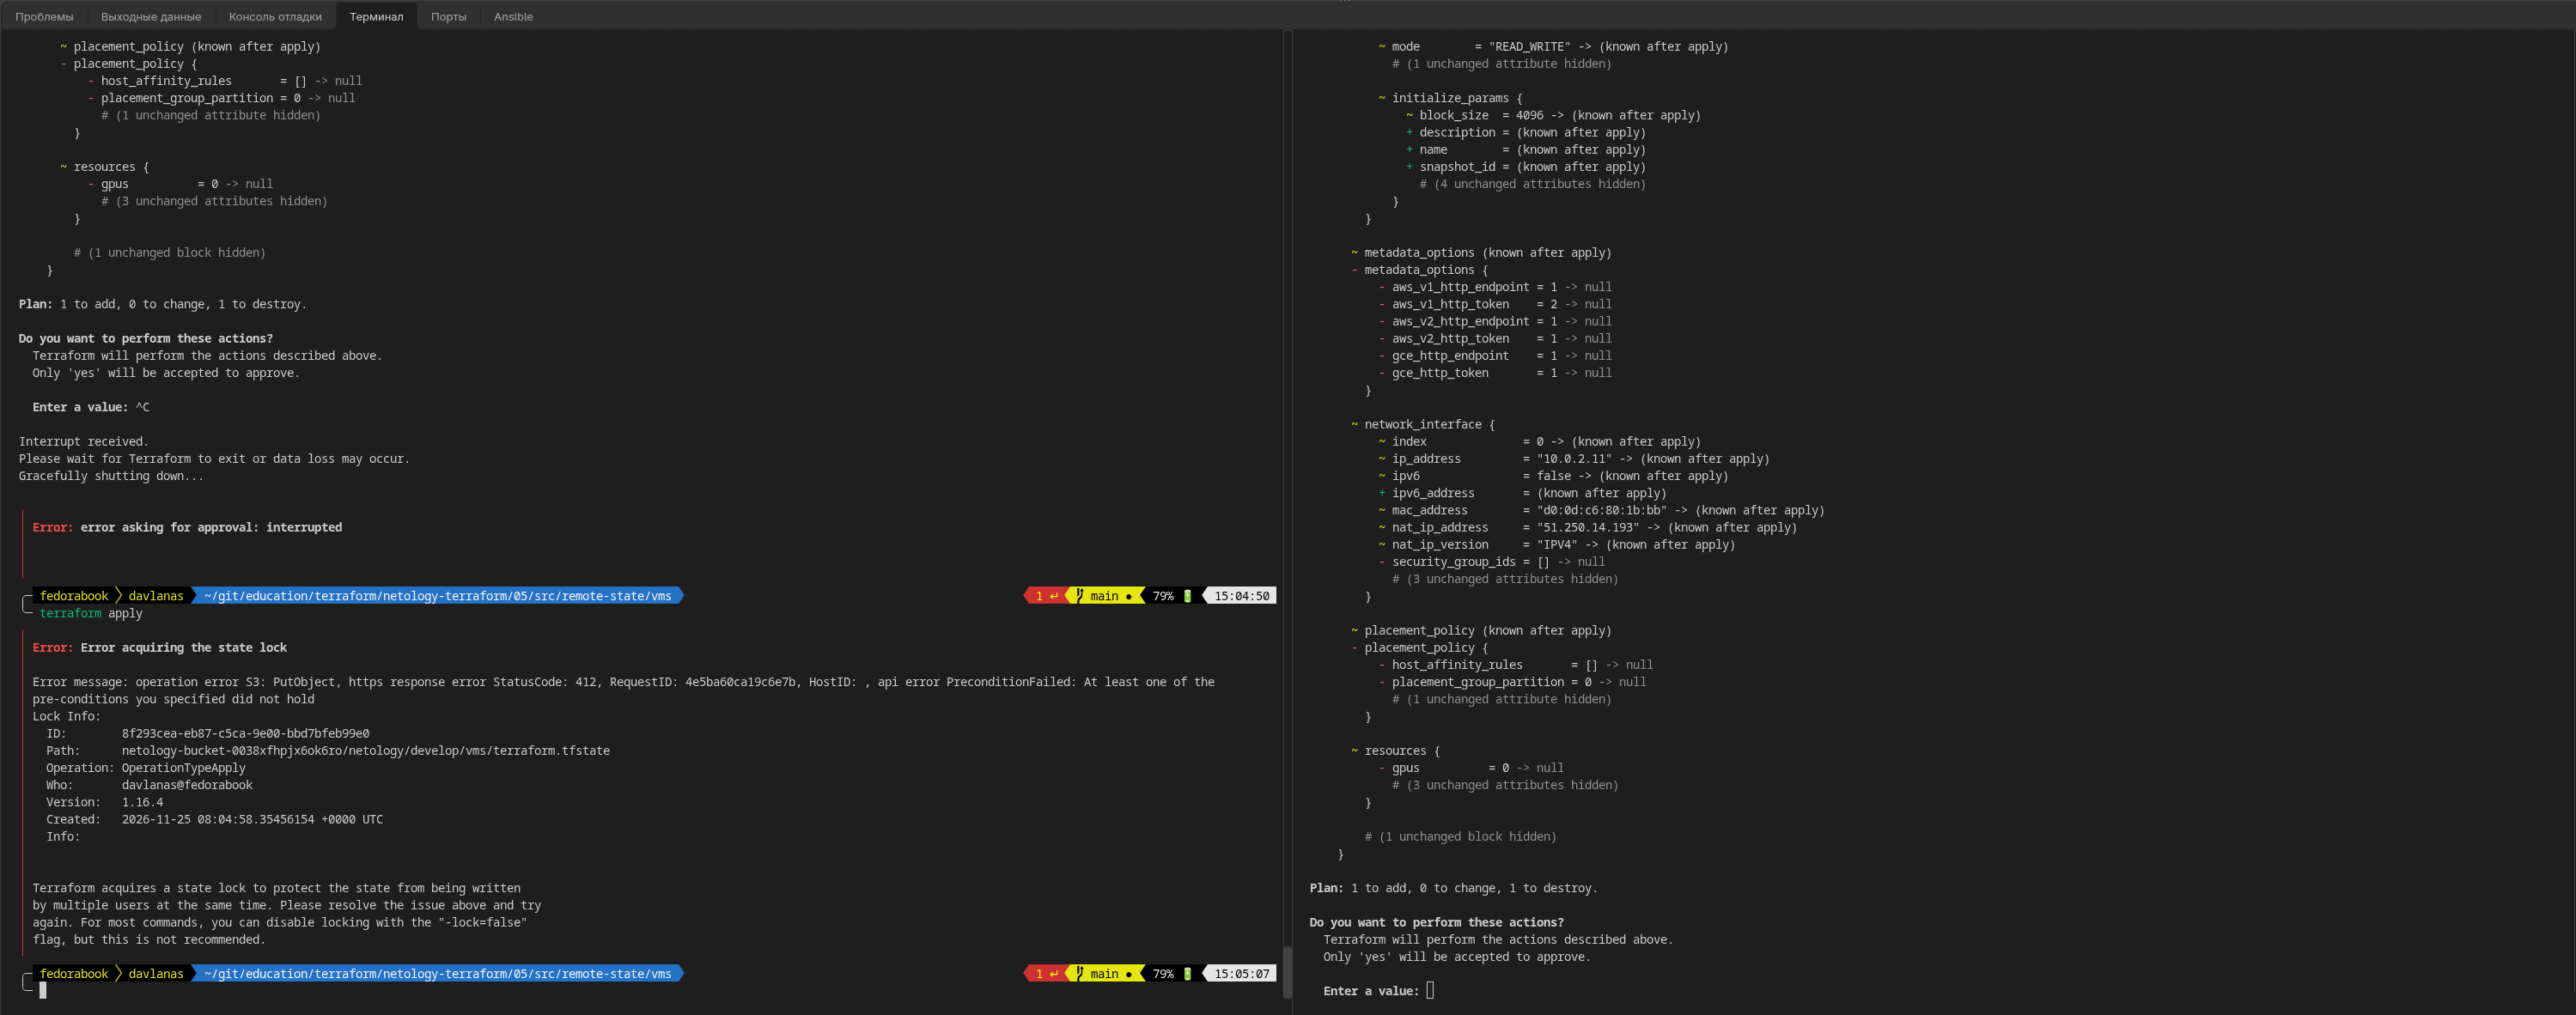 Проблемы Выходные данные Консоль отладки Терминал Порты Ansible
~ placement_policy (known after apply)
- placement_policy {
- host_affinity_rules       = [] -> null
- placement_group_partition = 0 -> null
# (1 unchanged attribute hidden)
}
~ resources {
- gpus          = 0 -> null
# (3 unchanged attributes hidden)
}
# (1 unchanged block hidden)
}
Plan: 1 to add, 0 to change, 1 to destroy.
Do you want to perform these actions?
Terraform will perform the actions described above.
Only 'yes' will be accepted to approve.
Enter a value: ^C
Interrupt received.
Please wait for Terraform to exit or data loss may occur.
Gracefully shutting down...
Error: error asking for approval: interrupted
fedorabook davlanas ~/git/education/terraform/netology-terraform/05/src/remote-state/vms 1 ↵ main ● 79% 15:04:50
terraform apply
Error: Error acquiring the state lock
Error message: operation error S3: PutObject, https response error StatusCode: 412, RequestID: 4e5ba60ca19c6e7b, HostID: , api error PreconditionFailed: At least one of the
pre-conditions you specified did not hold
Lock Info:
ID:        8f293cea-eb87-c5ca-9e00-bbd7bfeb99e0
Path:      netology-bucket-0038xfhpjx6ok6ro/netology/develop/vms/terraform.tfstate
Operation: OperationTypeApply
Who:       davlanas@fedorabook
Version:   1.16.4
Created:   2026-11-25 08:04:58.35456154 +0000 UTC
Info:
Terraform acquires a state lock to protect the state from being written
by multiple users at the same time. Please resolve the issue above and try
again. For most commands, you can disable locking with the "-lock=false"
flag, but this is not recommended.
fedorabook davlanas ~/git/education/terraform/netology-terraform/05/src/remote-state/vms 1 ↵ main ● 79% 15:05:07
~ mode        = "READ_WRITE" -> (known after apply)
# (1 unchanged attribute hidden)
~ initialize_params {
~ block_size  = 4096 -> (known after apply)
+ description = (known after apply)
+ name        = (known after apply)
+ snapshot_id = (known after apply)
# (4 unchanged attributes hidden)
}
}
~ metadata_options (known after apply)
- metadata_options {
- aws_v1_http_endpoint = 1 -> null
- aws_v1_http_token    = 2 -> null
- aws_v2_http_endpoint = 1 -> null
- aws_v2_http_token    = 1 -> null
- gce_http_endpoint    = 1 -> null
- gce_http_token       = 1 -> null
}
~ network_interface {
~ index              = 0 -> (known after apply)
~ ip_address         = "10.0.2.11" -> (known after apply)
~ ipv6               = false -> (known after apply)
+ ipv6_address       = (known after apply)
~ mac_address        = "d0:0d:c6:80:1b:bb" -> (known after apply)
~ nat_ip_address     = "51.250.14.193" -> (known after apply)
~ nat_ip_version     = "IPV4" -> (known after apply)
- security_group_ids = [] -> null
# (3 unchanged attributes hidden)
}
~ placement_policy (known after apply)
- placement_policy {
- host_affinity_rules       = [] -> null
- placement_group_partition = 0 -> null
# (1 unchanged attribute hidden)
}
~ resources {
- gpus          = 0 -> null
# (3 unchanged attributes hidden)
}
# (1 unchanged block hidden)
}
Plan: 1 to add, 0 to change, 1 to destroy.
Do you want to perform these actions?
Terraform will perform the actions described above.
Only 'yes' will be accepted to approve.
Enter a value: